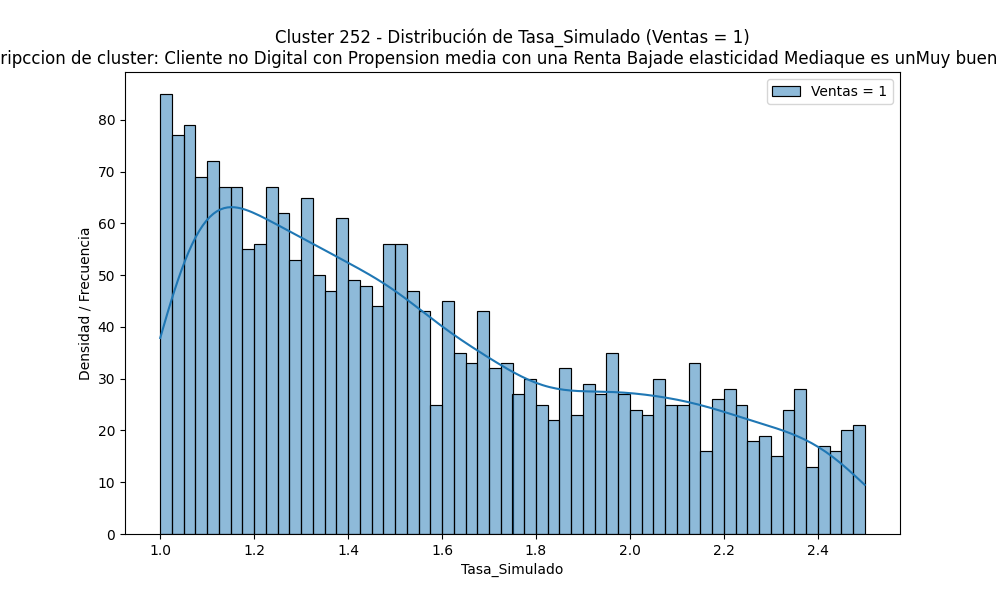 Cluster 252 - Distribución de Tasa_Simulado (Ventas = 1)
ripccion de cluster: Cliente no Digital con Propension media con una Renta Bajade elasticidad Mediaque es unMuy buen
Ventas = 1
Densidad / Frecuencia
80
70
60
50
40
30
20
10
0
1.0 1.2 1.4 1.6 1.8 2.0 2.2 2.4
Tasa_Simulado